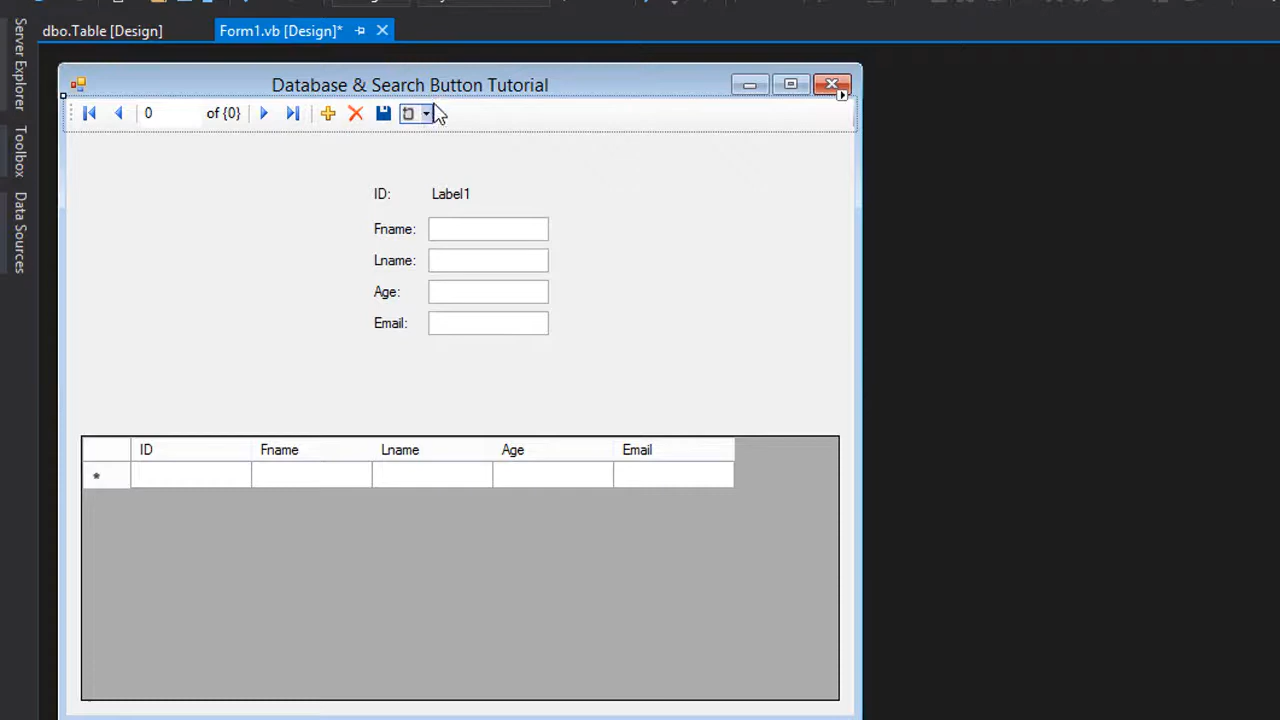 dbo.Table [Design]
Form1.vb [Design]*
Server Explorer
Toolbox
Data Sources
Database & Search Button Tutorial
0 of {0}
ID: Label1
Fname:
Lname:
Age:
Email:
ID Fname Lname Age Email
*